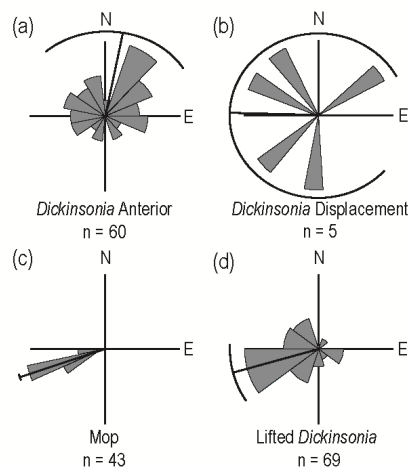 (a)
N
E
Dickinsonia Anterior
n = 60
(b)
N
E
Dickinsonia Displacement
n = 5
(c)
N
E
Mop
n = 43
(d)
N
E
Lifted Dickinsonia
n = 69